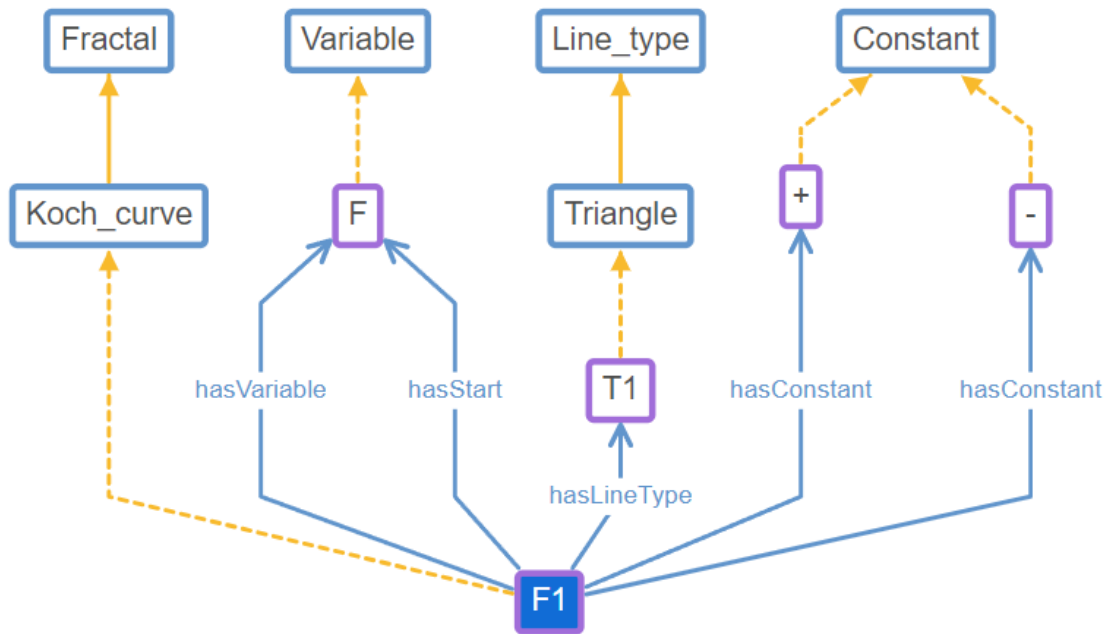 Fractal
Variable
Line_type
Constant
Koch_curve
F
Triangle
+
-
hasVariable
hasStart
T1
hasConstant
hasConstant
hasLineType
F1